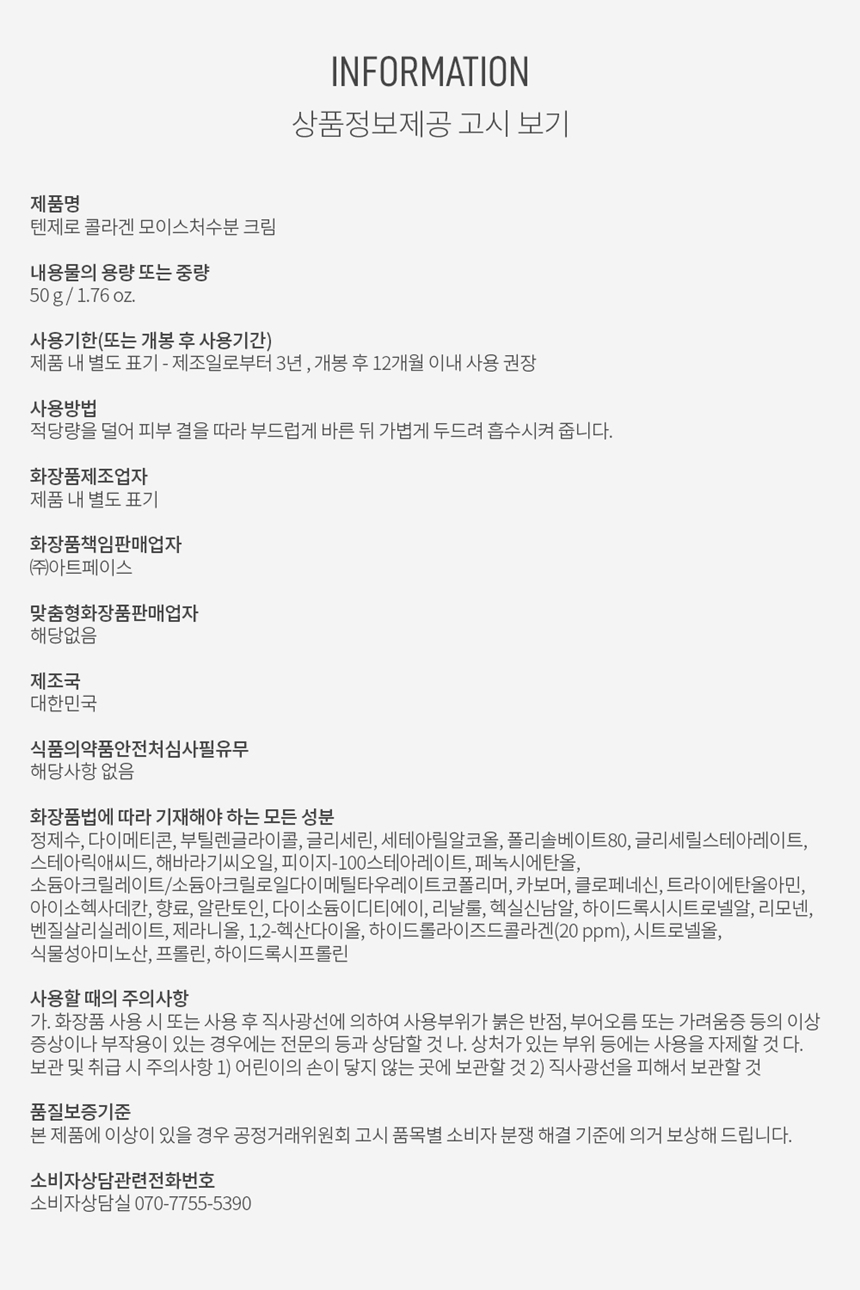 INFORMATION
상품정보제공 고시 보기
제품명
텐제로 콜라겐 모이스처수분 크림
내용물의 용량 또는 중량
50 g / 1.76 oz.
사용기한(또는 개봉 후 사용기간)
제품 내 별도 표기 - 제조일로부터 3년 , 개봉 후 12개월 이내 사용 권장
사용방법
적당량을 덜어 피부 결을 따라 부드럽게 바른 뒤 가볍게 두드려 흡수시켜 줍니다.
화장품제조업자
제품 내 별도 표기
화장품책임판매업자
㈜아트페이스
맞춤형화장품판매업자
해당없음
제조국
대한민국
식품의약품안전처심사필유무
해당사항 없음
화장품법에 따라 기재해야 하는 모든 성분
정제수, 다이메티콘, 부틸렌글라이콜, 글리세린, 세테아릴알코올, 폴리솔베이트80, 글리세릴스테아레이트,
스테아릭애씨드, 해바라기씨오일, 피이지-100스테아레이트, 페녹시에탄올,
소듐아크릴레이트/소듐아크릴로일다이메틸타우레이트코폴리머, 카보머, 클로페네신, 트라이에탄올아민,
아이소헥사데칸, 향료, 알란토인, 다이소듐이디티에이, 리날룰, 헥실신남알, 하이드록시시트로넬알, 리모넨,
벤질살리실레이트, 제라니올, 1,2-헥산다이올, 하이드롤라이즈드콜라겐(20 ppm), 시트로넬올,
식물성아미노산, 프롤린, 하이드록시프롤린
사용할 때의 주의사항
가. 화장품 사용 시 또는 사용 후 직사광선에 의하여 사용부위가 붉은 반점, 부어오름 또는 가려움증 등의 이상
증상이나 부작용이 있는 경우에는 전문의 등과 상담할 것 나. 상처가 있는 부위 등에는 사용을 자제할 것 다.
보관 및 취급 시 주의사항 1) 어린이의 손이 닿지 않는 곳에 보관할 것 2) 직사광선을 피해서 보관할 것
품질보증기준
본 제품에 이상이 있을 경우 공정거래위원회 고시 품목별 소비자 분쟁 해결 기준에 의거 보상해 드립니다.
소비자상담관련전화번호
소비자상담실 070-7755-5390